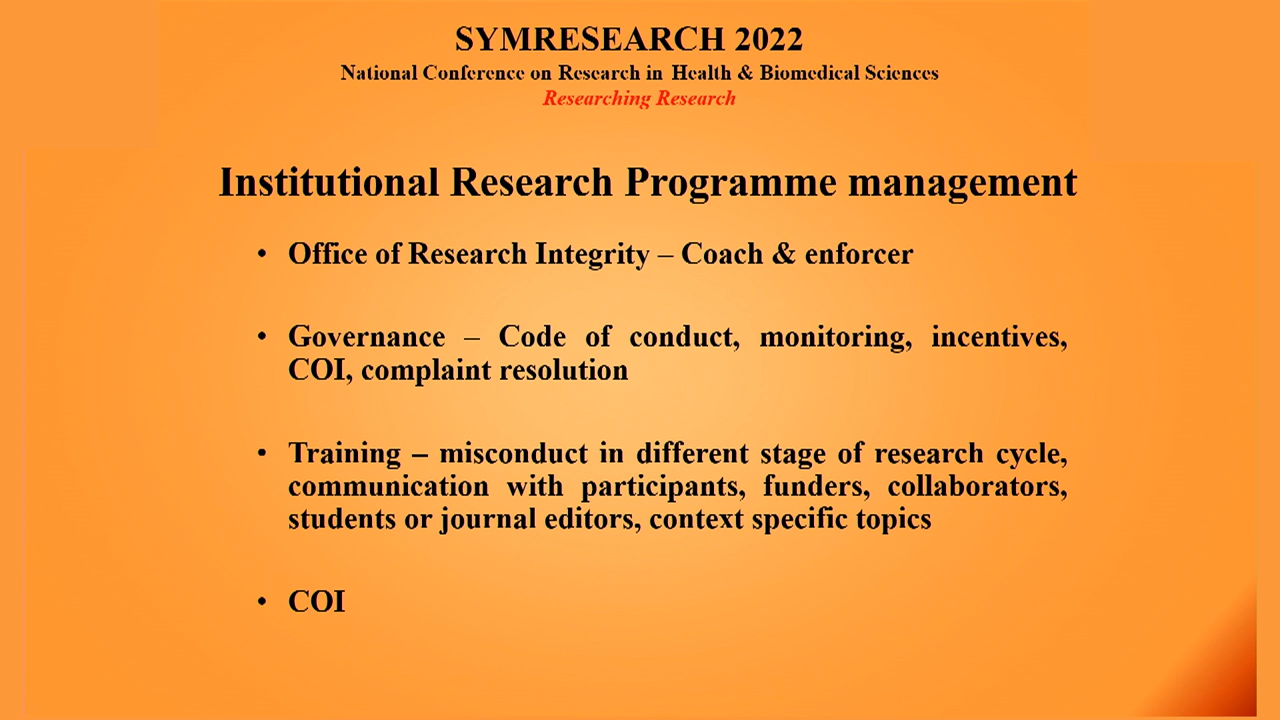 SYMRESEARCH 2022
National Conference on Research in Health & Biomedical Sciences
Researching Research
Institutional Research Programme management
• Office of Research Integrity – Coach & enforcer
• Governance – Code of conduct, monitoring, incentives,
COI, complaint resolution
• Training – misconduct in different stage of research cycle,
communication with participants, funders, collaborators,
students or journal editors, context specific topics
• COI